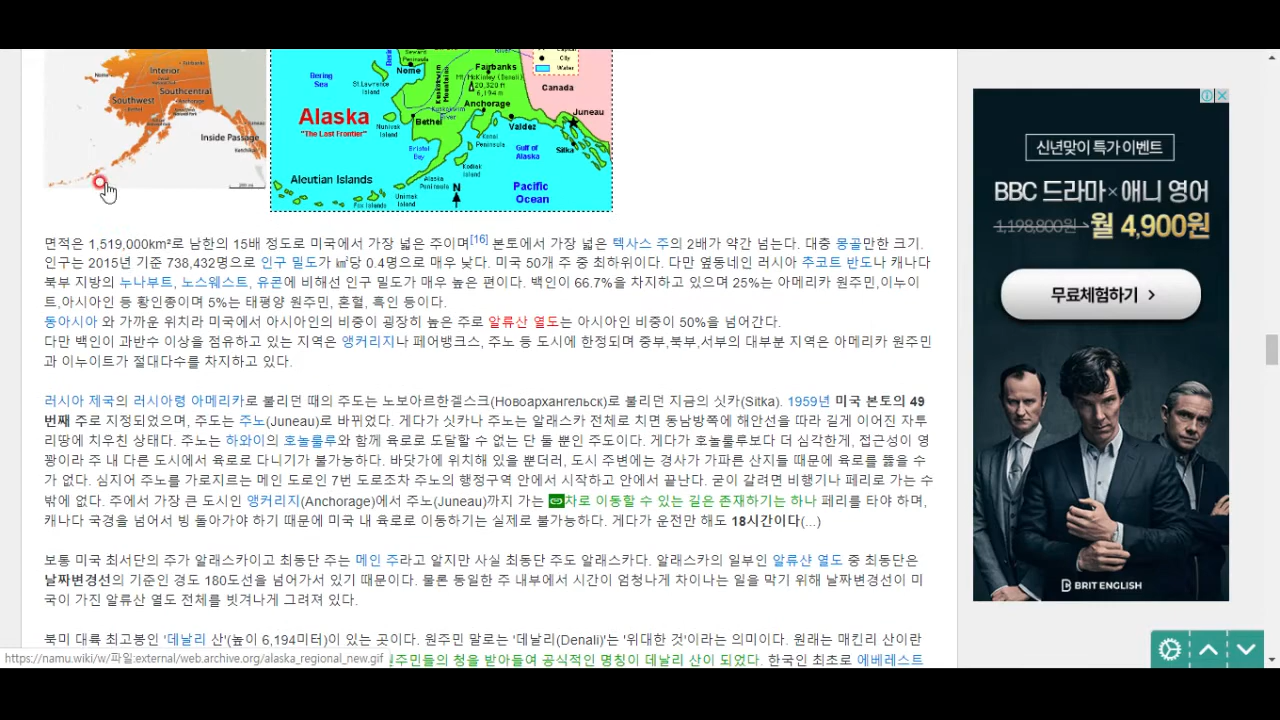 Fairbanks
Nome
Interior
Southcentral
Southwest
Anchorage
Bethel
Inside Passage
Ketchikan
Seward
Peninsula
Nome
Bering
Sea
St.Lawrence
Island
Fairbanks
Mt McKinley (Denali)
20,320 ft
6,194 m
Kuskokwim
Mountains
River
City
Water
Canada
Alaska
"The Last Frontier"
Anchorage
Kuskokwim
River
Nunivak
Island
Bethel
Valdez
Juneau
Kenai
Peninsula
Bristol
Bay
Gulf of
Alaska
Sitka
Kodiak
Island
Aleutian Islands
Alaska
Peninsula
N
Pacific
Ocean
Unimak
Island
Fox Islands
면적은 1,519,000km²로 남한의 15배 정도로 미국에서 가장 넓은 주이며[16] 본토에서 가장 넓은 텍사스 주의 2배가 약간 넘는다. 대충 몽골만한 크기.
인구는 2015년 기준 738,432명으로 인구 밀도가 ㎢당 0.4명으로 매우 낮다. 미국 50개 주 중 최하위이다. 다만 옆동네인 러시아 추코트 반도나 캐나다
북부 지방의 누나부트, 노스웨스트, 유콘에 비해선 인구 밀도가 매우 높은 편이다. 백인이 66.7%을 차지하고 있으며 25%는 아메리카 원주민,이누이
트,아시아인 등 황인종이며 5%는 태평양 원주민, 혼혈, 흑인 등이다.
동아시아 와 가까운 위치라 미국에서 아시아인의 비중이 굉장히 높은 주로 알류산 열도는 아시아인 비중이 50%을 넘어간다.
다만 백인이 과반수 이상을 점유하고 있는 지역은 앵커리지나 페어뱅크스, 주노 등 도시에 한정되며 중부,북부,서부의 대부분 지역은 아메리카 원주민
과 이누이트가 절대다수를 차지하고 있다.
러시아 제국의 러시아령 아메리카로 불리던 때의 주도는 노보아르한겔스크(Новоархангельск)로 불리던 지금의 싯카(Sitka). 1959년 미국 본토의 49
번째 주로 지정되었으며, 주도는 주노(Juneau)로 바뀌었다. 게다가 싯카나 주노는 알래스카 전체로 치면 동남방쪽에 해안선을 따라 길게 이어진 자투
리땅에 치우친 상태다. 주노는 하와이의 호놀룰루와 함께 육로로 도달할 수 없는 단 둘 뿐인 주도이다. 게다가 호놀룰루보다 더 심각한게, 접근성이 영
꽝이라 주 내 다른 도시에서 육로로 다니기가 불가능하다. 바닷가에 위치해 있을 뿐더러, 도시 주변에는 경사가 가파른 산지들 때문에 육로를 뚫을 수
가 없다. 심지어 주노를 가로지르는 메인 도로인 7번 도로조차 주노의 행정구역 안에서 시작하고 안에서 끝난다. 굳이 갈려면 비행기나 페리로 가는 수
밖에 없다. 주에서 가장 큰 도시인 앵커리지(Anchorage)에서 주노(Juneau)까지 가는 차로 이동할 수 있는 길은 존재하기는 하나 페리를 타야 하며,
캐나다 국경을 넘어서 빙 돌아가야 하기 때문에 미국 내 육로로 이동하기는 실제로 불가능하다. 게다가 운전만 해도 18시간이다(...)
보통 미국 최서단의 주가 알래스카이고 최동단 주는 메인 주라고 알지만 사실 최동단 주도 알래스카다. 알래스카의 일부인 알류샨 열도 중 최동단은
날짜변경선의 기준인 경도 180도선을 넘어가서 있기 때문이다. 물론 동일한 주 내부에서 시간이 엄청나게 차이나는 일을 막기 위해 날짜변경선이 미
국이 가진 알류산 열도 전체를 빗겨나게 그려져 있다.
북미 대륙 최고봉인 '데날리 산'(높이 6,194미터)이 있는 곳이다. 원주민 말로는 '데날리(Denali)'는 '위대한 것'이라는 의미이다. 원래는 매킨리 산이란
https://namu.wiki/w/파일:external/web.archive.org/alaska_regional_new.gif
주민들의 청을 받아들여 공식적인 명칭이 데날리 산이 되었다. 한국인 최초로 에베레스트
신년맞이 특가 이벤트
BBC 드라마×애니 영어
1,198,800원 월 4,900원
무료체험하기 >
BRIT ENGLISH